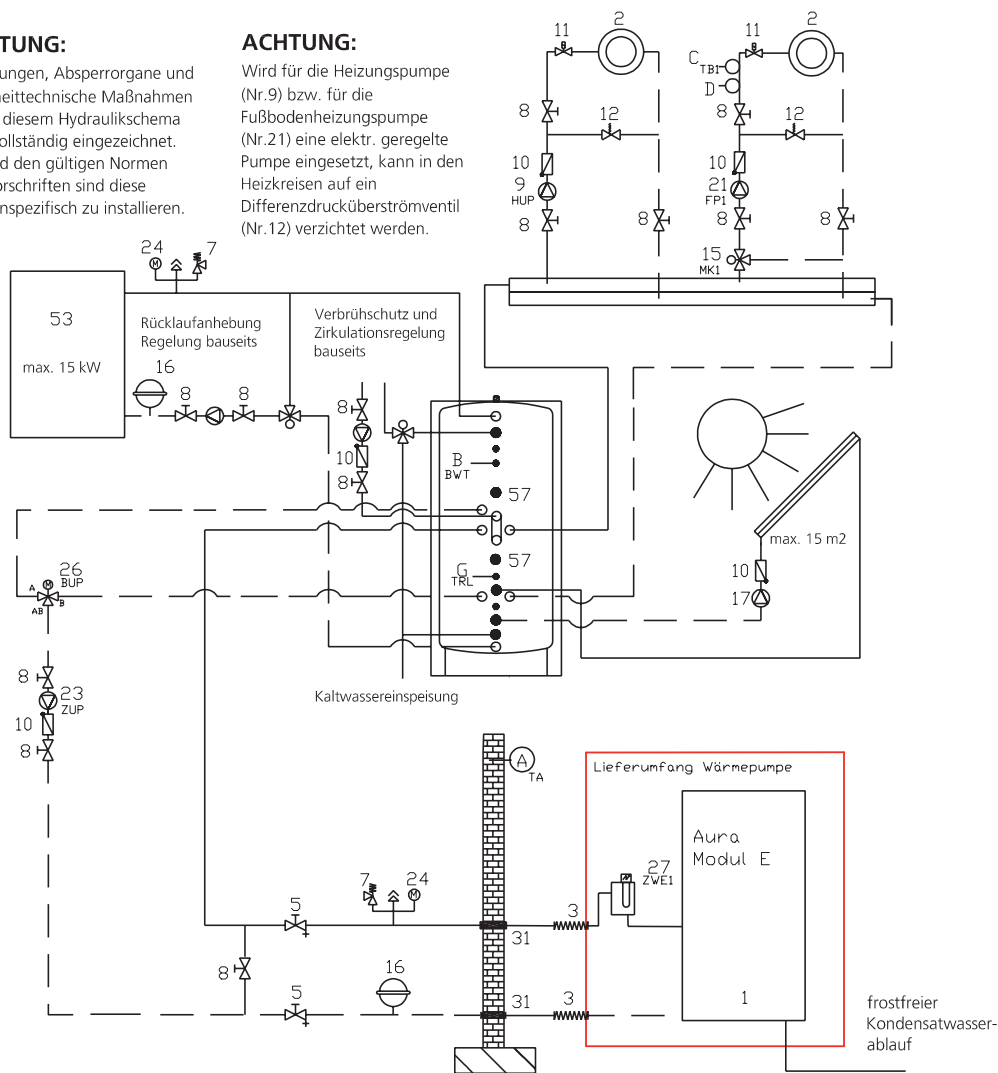 TUNG:
ungen, Absperrorgane und
heittechnische Maßnahmen
diesem Hydraulikschema
ollständig eingezeichnet.
d den gültigen Normen
orschriften sind diese
nspezifisch zu installieren.
ACHTUNG:
Wird für die Heizungspumpe
(Nr.9) bzw. für die
Fußbodenheizungspumpe
(Nr.21) eine elektr. geregelte
Pumpe eingesetzt, kann in den
Heizkreisen auf ein
Differenzdrucküberströmventil
(Nr.12) verzichtet werden.
11
2
11
2
C
TB1
D
8
12
8
12
10
10
9
HUP
21
FP1
8
8
8
8
15
MK1
24
7
M
53
max. 15 kW
Rücklaufanhebung
Regelung bauseits
Verbrühschutz und
Zirkulationsregelung
bauseits
16
8
8
8
10
8
B
BWT
57
57
G
TRL
max. 15 m2
10
17
26
BUP
M
A
B
AB
8
23
ZUP
10
8
Kaltwassereinspeisung
A
TA
Lieferumfang Wärmepumpe
Aura
Modul E
27
ZWE1
7
24
M
5
3
31
8
16
5
3
31
1
frostfreier
Kondensatwasser-
ablauf